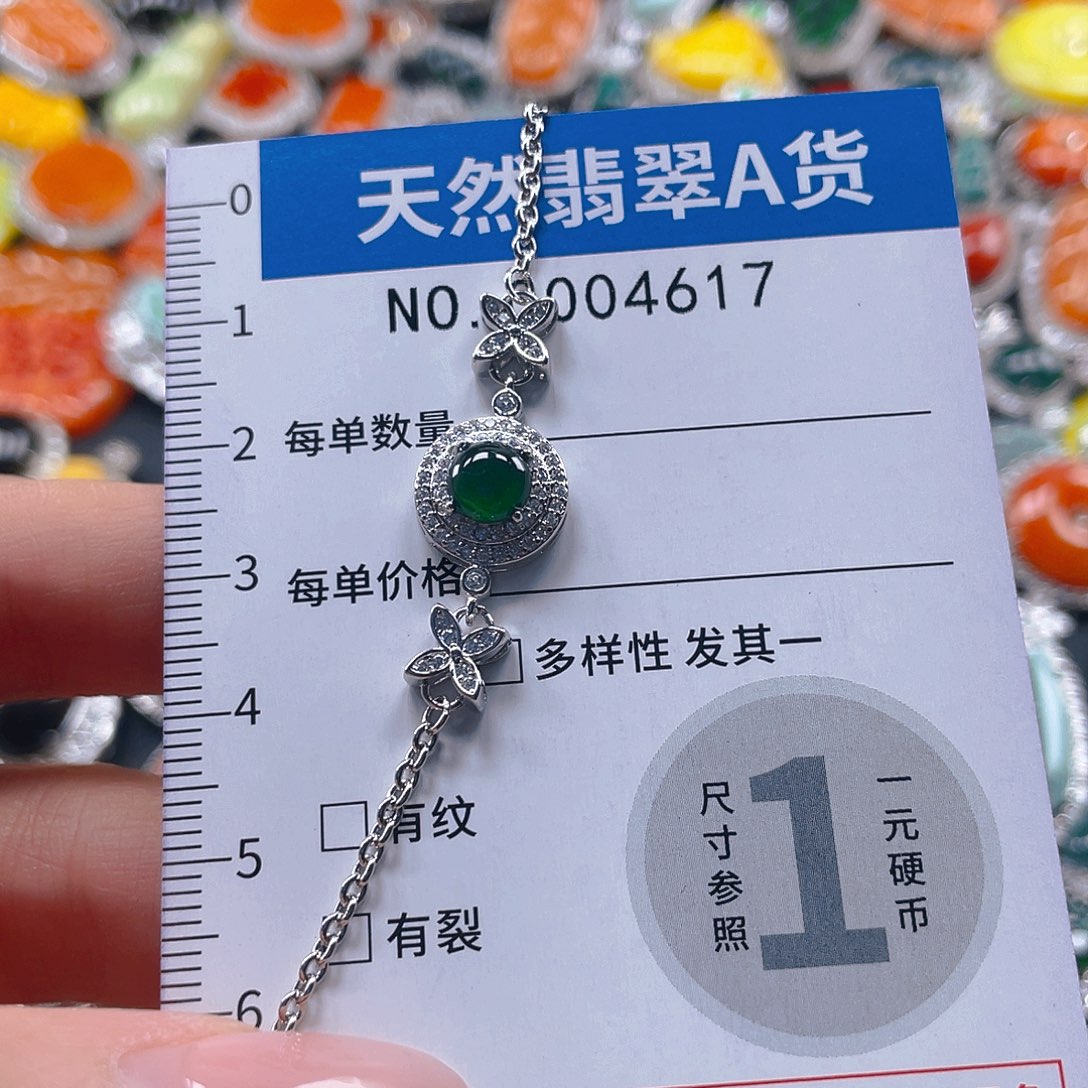 天然翡翠A货
NO. 004617
0
1
2
3
4
5
6
每单数量
每单价格
多样性 发其一
有纹
有裂
尺寸参照
1
一元硬币